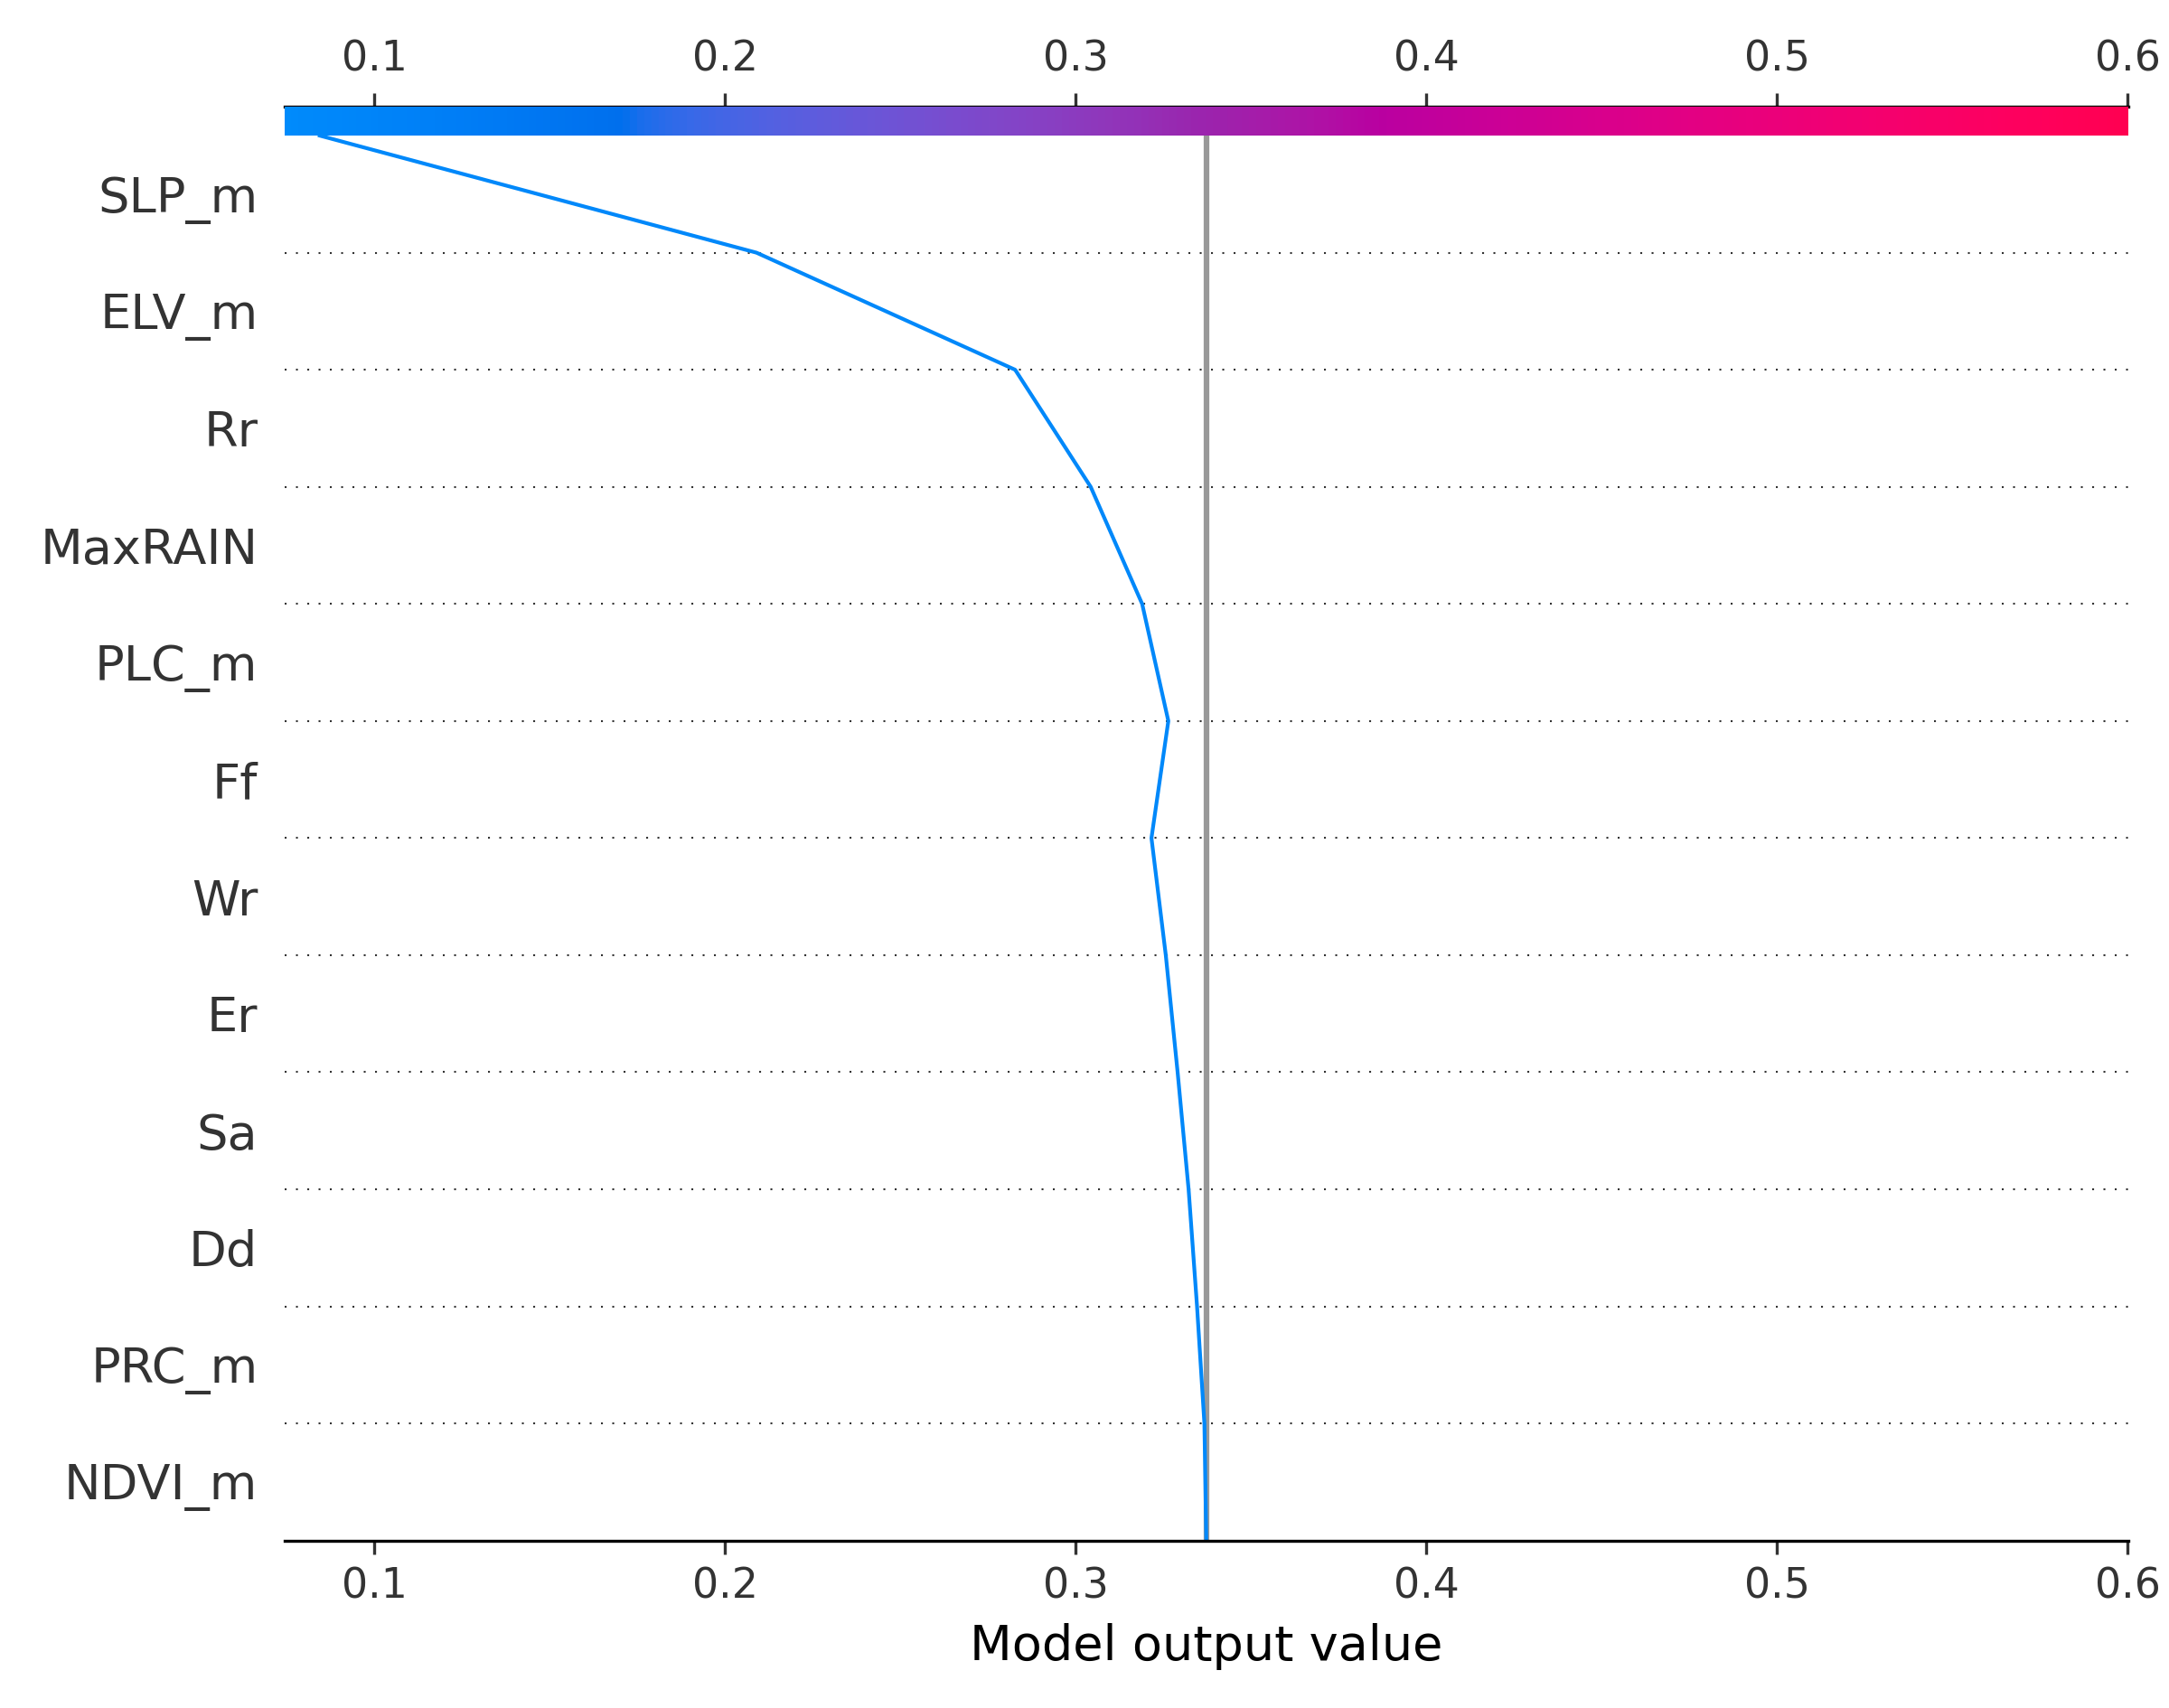 0.1 0.2 0.3 0.4 0.5 0.6
SLP_m
ELV_m
Rr
MaxRAIN
PLC_m
Ff
Wr
Er
Sa
Dd
PRC_m
NDVI_m
0.1 0.2 0.3 0.4 0.5 0.6
Model output value